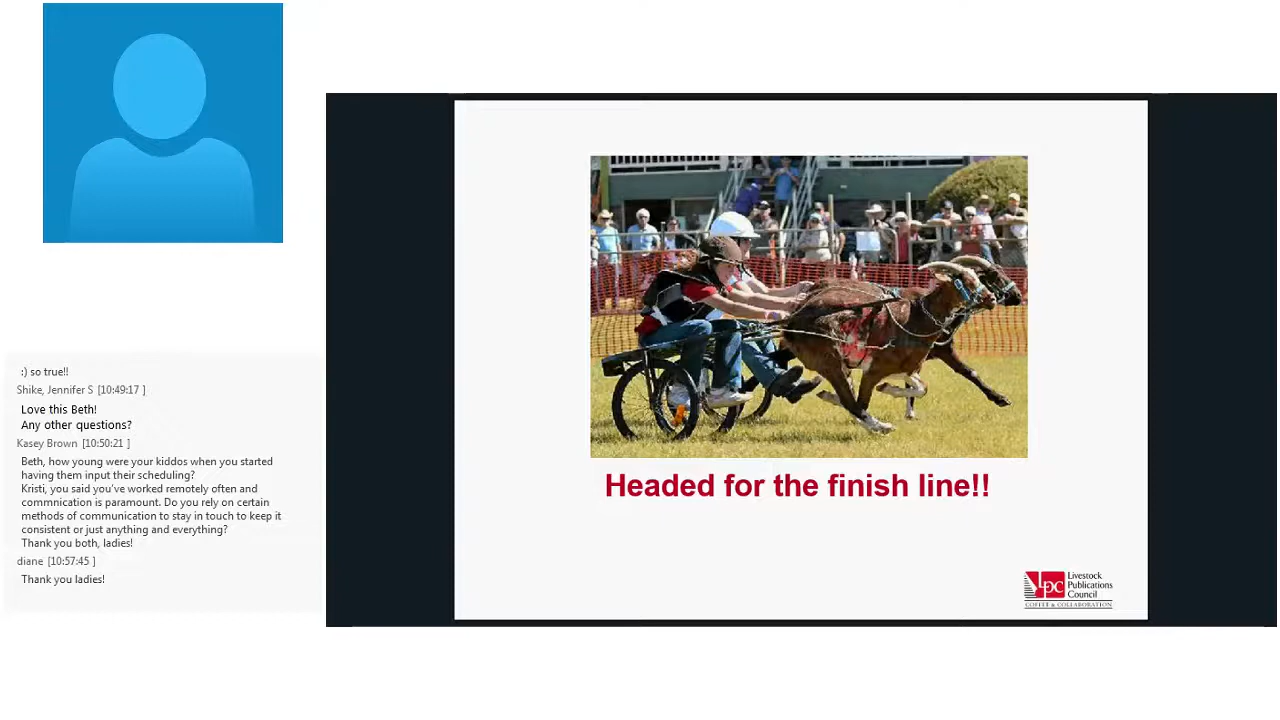 :) so true!!
Shike, Jennifer S [10:49:17 ]
Love this Beth!
Any other questions?
Kasey Brown [10:50:21 ]
Beth, how young were your kiddos when you started
having them input their scheduling?
Kristi, you said you've worked remotely often and
commnication is paramount. Do you rely on certain
methods of communication to stay in touch to keep it
consistent or just anything and everything?
Thank you both, ladies!
diane [10:57:45 ]
Thank you ladies!
Headed for the finish line!!
LPC
Livestock
Publications
Council
COFFEE & COLLABORATION